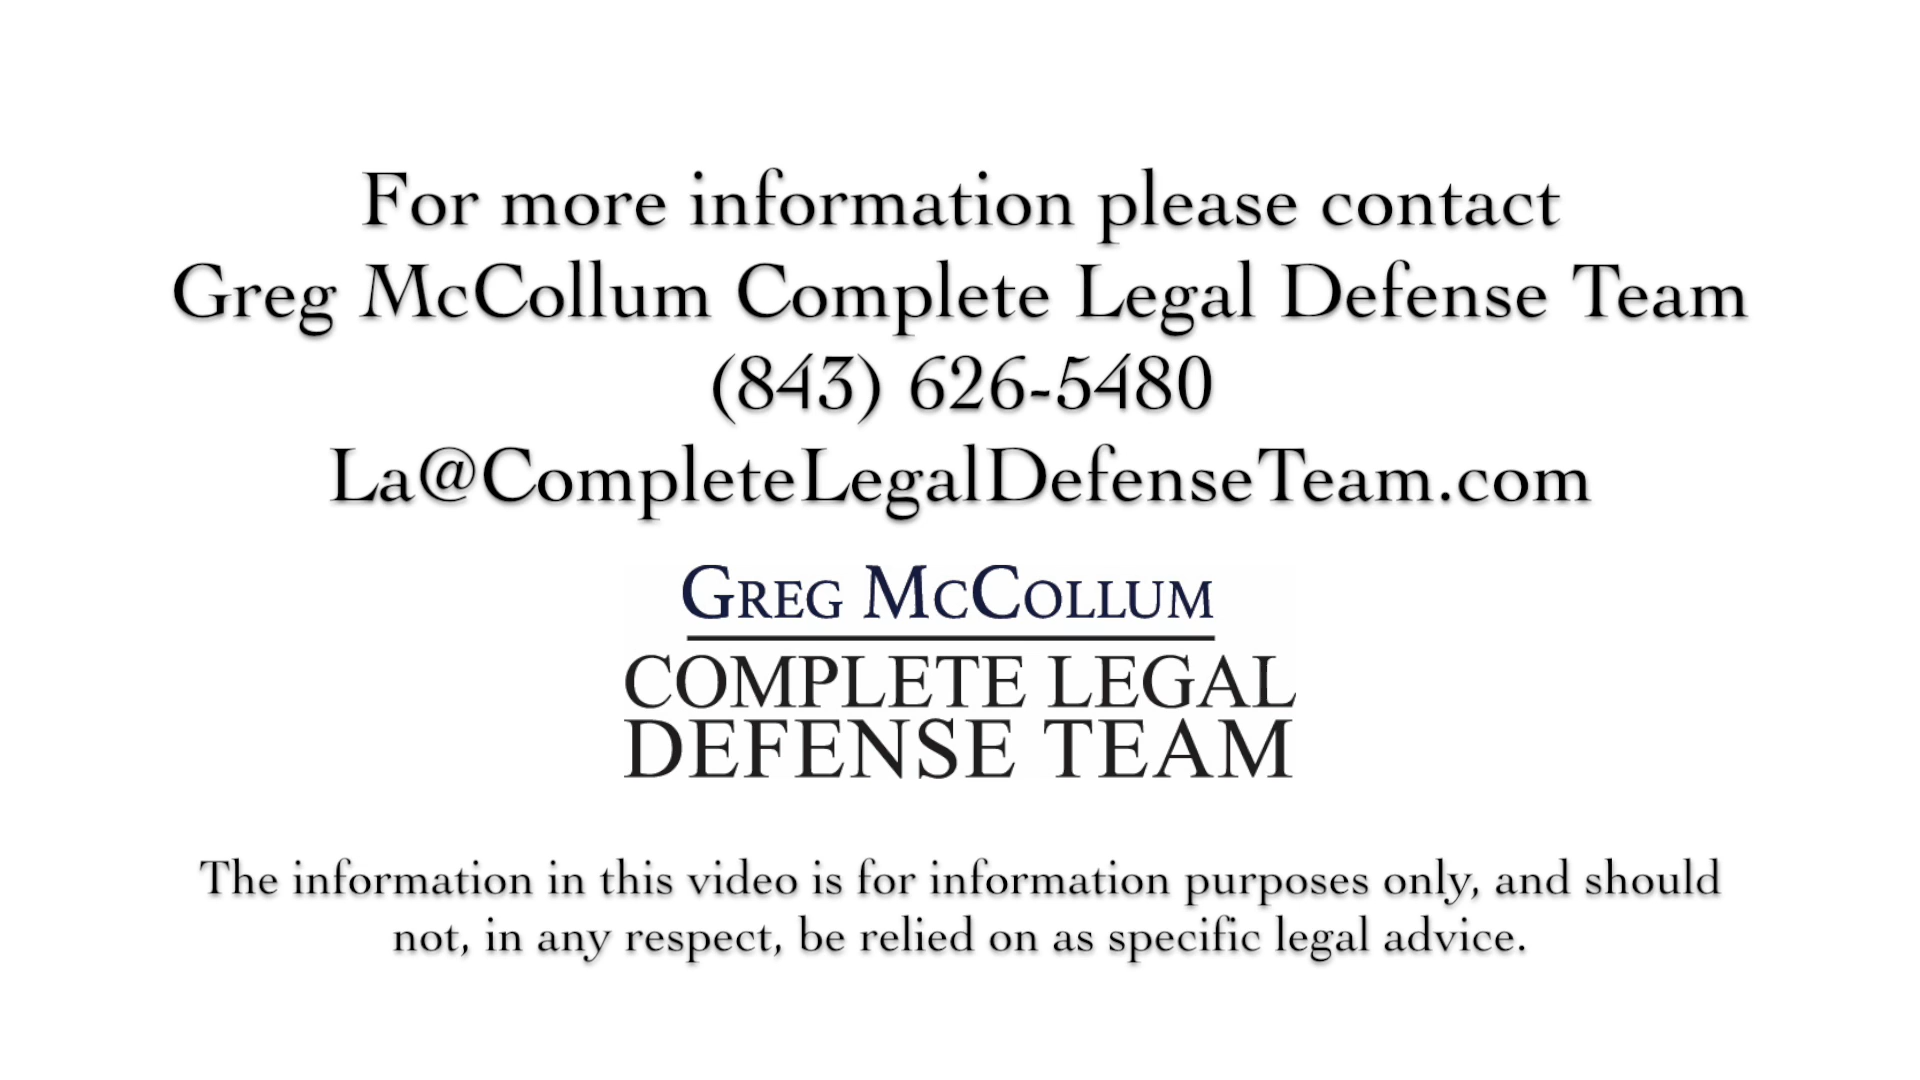 For more information please contact
Greg McCollum Complete Legal Defense Team
(843) 626-5480
La@CompleteLegalDefenseTeam.com
GREG MCCOLLUM
COMPLETE LEGAL
DEFENSE TEAM
The information in this video is for information purposes only, and should
not, in any respect, be relied on as specific legal advice.